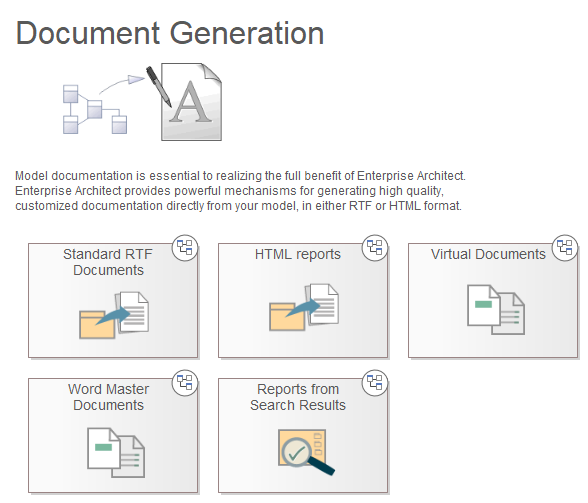 Document Generation
A
Model documentation is essential to realizing the full benefit of Enterprise Architect.
Enterprise Architect provides powerful mechanisms for generating high quality,
customized documentation directly from your model, in either RTF or HTML format.
Standard RTF
Documents
HTML reports
Virtual Documents
Word Master
Documents
Reports from
Search Results